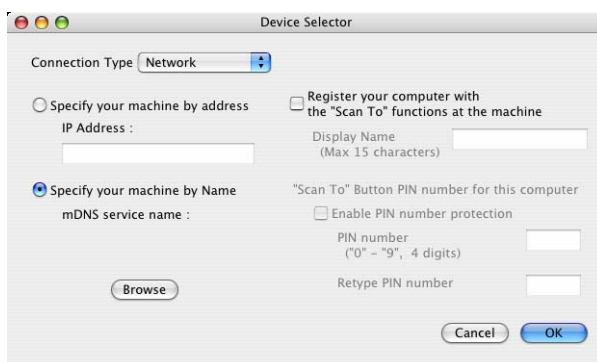 Device Selector
Connection Type Network
Specify your machine by address
IP Address :
Specify your machine by Name
mDNS service name :
Browse
Register your computer with
the "Scan To" functions at the machine
Display Name
(Max 15 characters)
"Scan To" Button PIN number for this computer
Enable PIN number protection
PIN number
("0" – "9", 4 digits)
Retype PIN number
Cancel OK